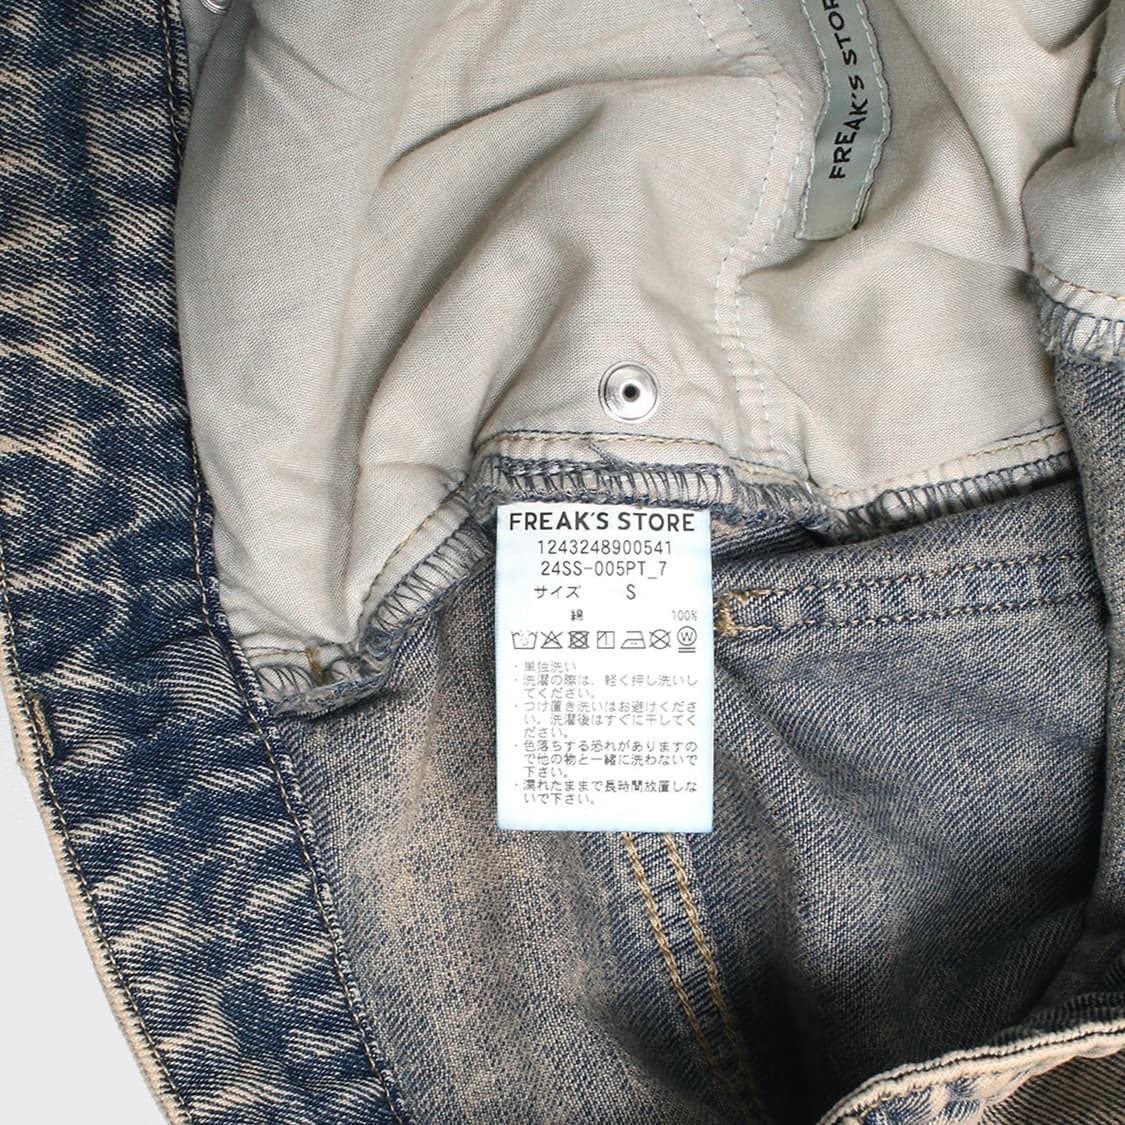 FREAK'S STOR
FREAK'S STORE
1243248900541
24SS-005PT_7
サイズ S
綿 100%
W
・単独洗い
・洗濯の際は、軽く押し洗いし
てください。
・つけ置き洗いはお避けくださ
い。洗濯後はすぐに干してく
ださい。
・色落ちする恐れがありますの
で他の物と一緒に洗わないで
下さい。
・濡れたままで長時間放置しな
いで下さい。